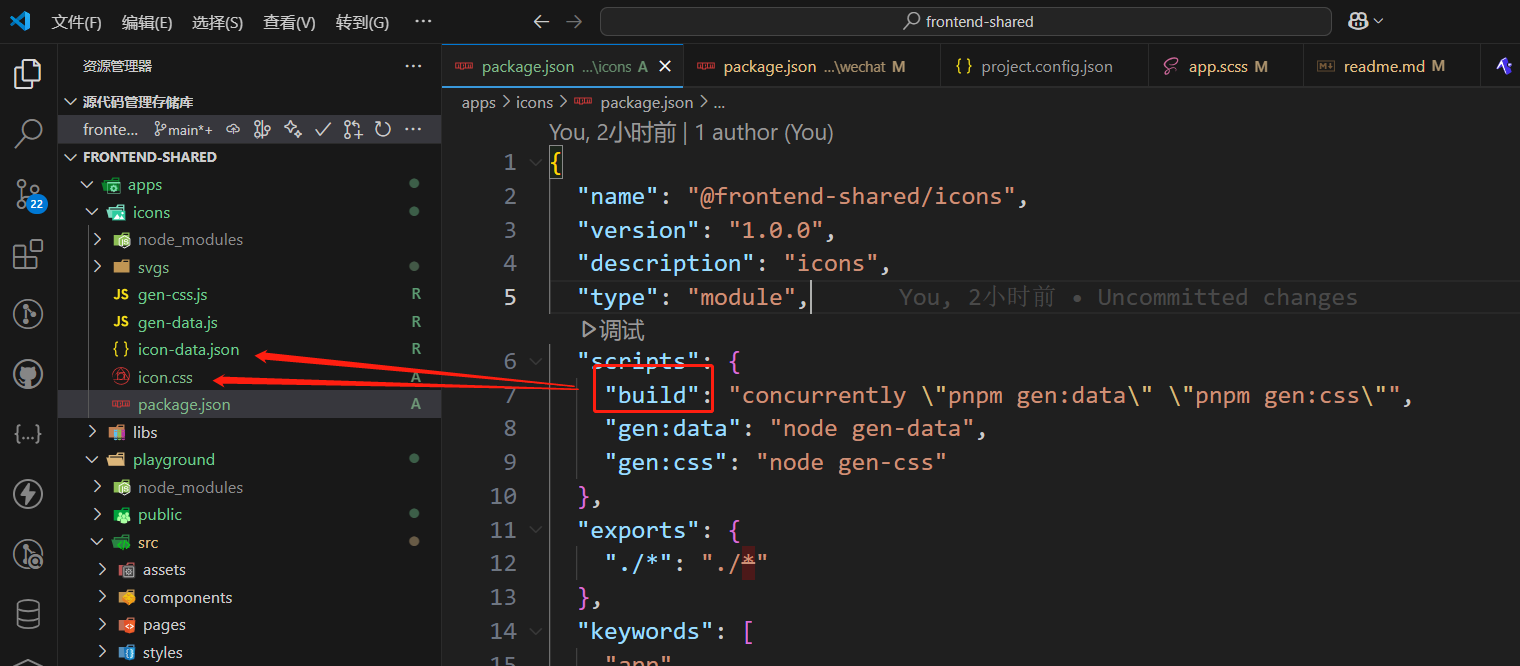 文件(F) 编辑(E) 选择(S) 查看(V) 转到(G) ··· ← → frontend-shared
资源管理器 ···
源代码管理存储库
fronte... main*+ ···
FRONTEND-SHARED
apps
icons
node_modules
svgs
JS gen-css.js R
JS gen-data.js R
{} icon-data.json R
icon.css A
package.json A
libs
playground
node_modules
public
src
assets
components
pages
styles
22
package.json ...\icons A
package.json ...\wechat M
{} project.config.json
app.scss M
readme.md M
apps > icons > package.json > ...
You, 2小时前 | 1 author (You)
1 {
2 "name": "@frontend-shared/icons",
3 "version": "1.0.0",
4 "description": "icons",
5 "type": "module", You, 2小时前 • Uncommitted changes
调试
6 "scripts": {
7 "build": "concurrently \"pnpm gen:data\" \"pnpm gen:css\"",
8 "gen:data": "node gen-data",
9 "gen:css": "node gen-css"
10 },
11 "exports": {
12 "./*": "./*"
13 },
14 "keywords": [
15 "app"